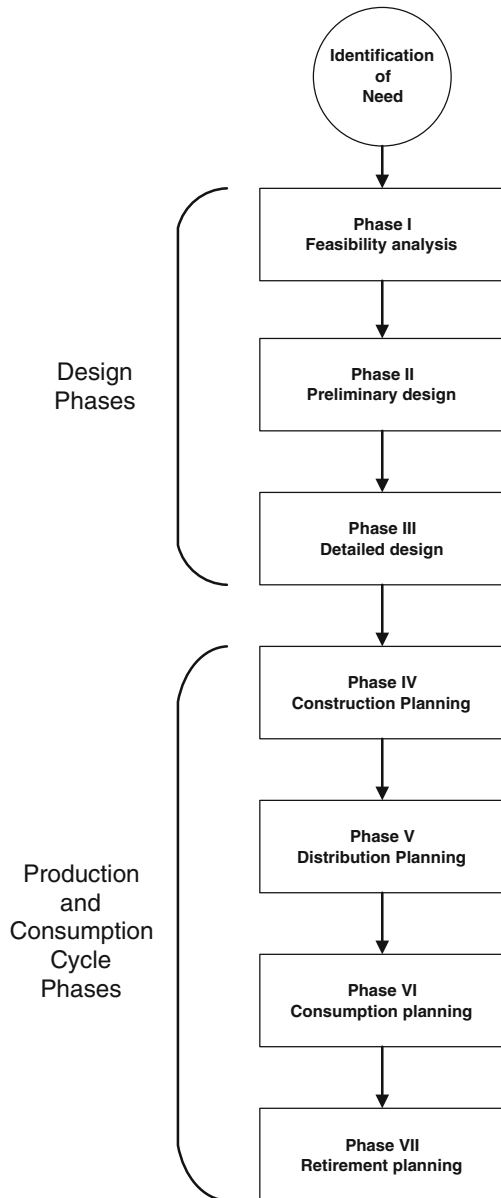 Identification
of
Need
Phase I
Feasibility analysis
Phase II
Preliminary design
Design
Phases
Phase III
Detailed design
Phase IV
Construction Planning
Phase V
Distribution Planning
Production
and
Consumption
Cycle
Phases
Phase VI
Consumption planning
Phase VII
Retirement planning